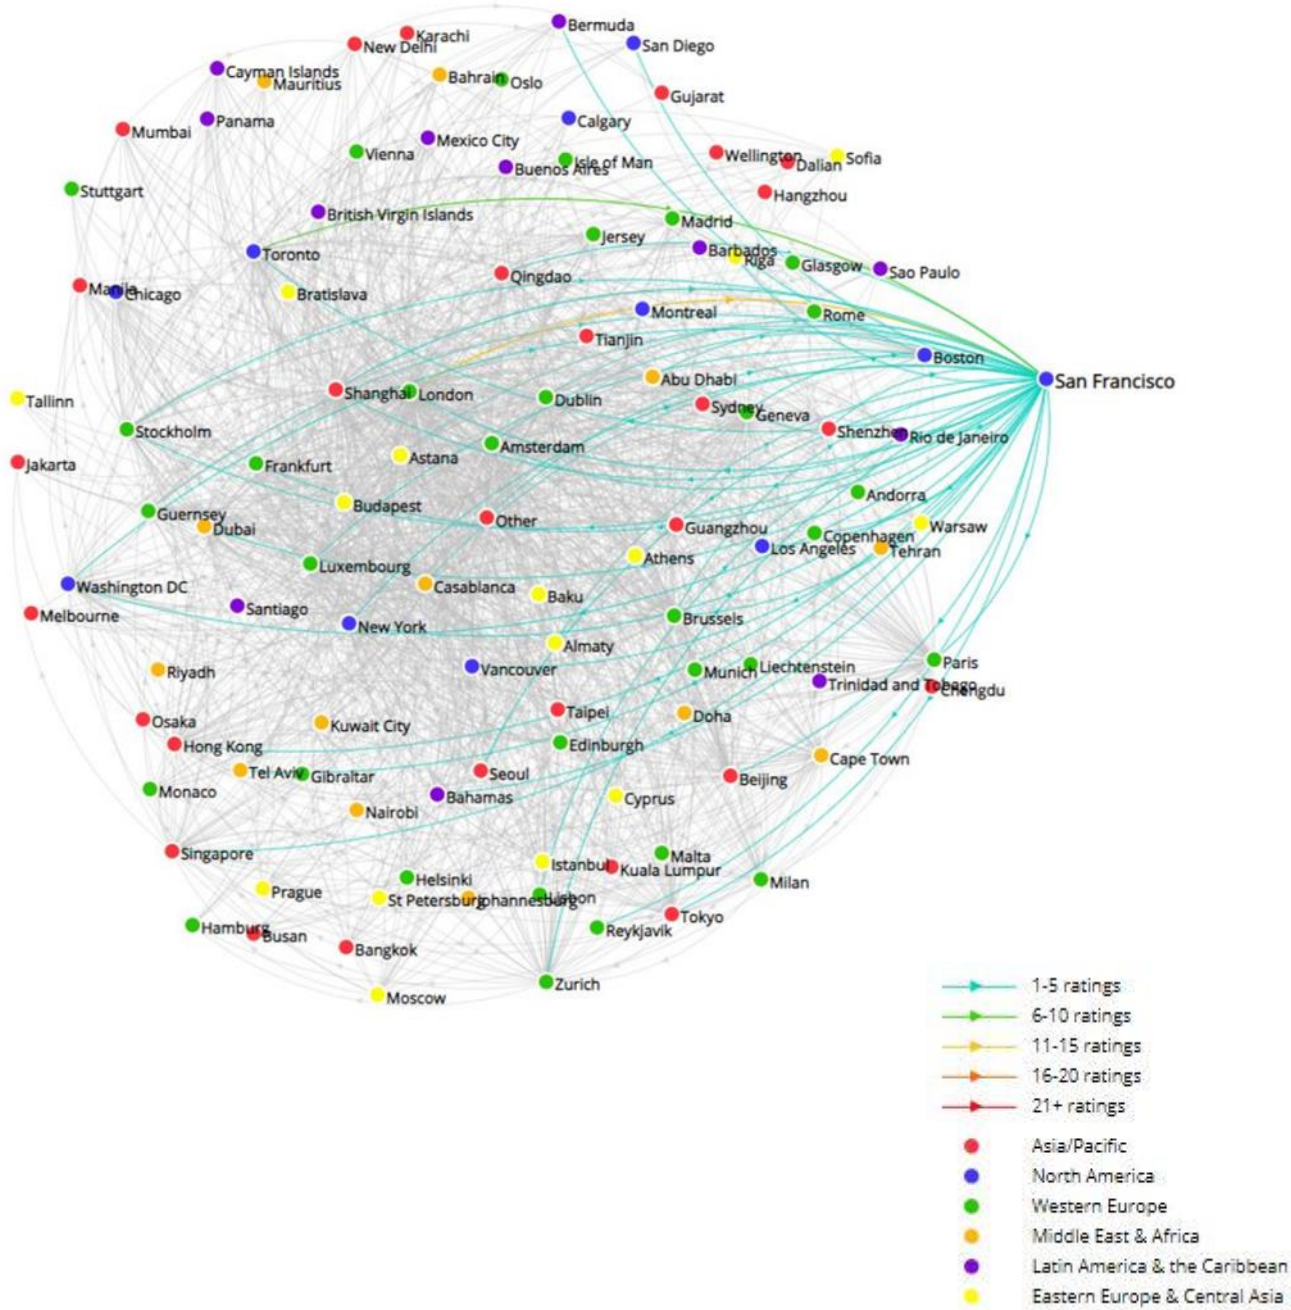 Bermuda
Karachi
San Diego
New Delhi
Cayman Islands
Bahrain
Oslo
Mauritius
Gujarat
Panama
Calgary
Mumbai
Mexico City
Vienna
Wellington
Sofia
Isle of Man
Dalian
Buenos Aires
Stuttgart
Hangzhou
British Virgin Islands
Madrid
Jersey
Barbados
Toronto
Riga
Glasgow
Sao Paulo
Qingdao
Manila
Chicago
Bratislava
Montreal
Rome
Tianjin
Boston
Abu Dhabi
San Francisco
Shanghai
London
Dublin
Tallinn
Sydney
Geneva
Stockholm
Shenzhen
Rio de Janeiro
Amsterdam
Astana
Jakarta
Frankfurt
Andorra
Budapest
Guernsey
Other
Dubai
Guangzhou
Warsaw
Copenhagen
Los Angeles
Tehran
Athens
Luxembourg
Washington DC
Casablanca
Baku
Santiago
Melbourne
New York
Brussels
Almaty
Riyadh
Vancouver
Munich
Liechtenstein
Paris
Trinidad and Tobago
Chengdu
Osaka
Kuwait City
Taipei
Doha
Hong Kong
Edinburgh
Cape Town
Tel Aviv
Gibraltar
Seoul
Beijing
Monaco
Bahamas
Cyprus
Nairobi
Singapore
Istanbul
Kuala Lumpur
Malta
Prague
Helsinki
Milan
St Petersburg
Johannesburg
Lisbon
Hamburg
Busan
Reykjavik
Tokyo
Bangkok
Zurich
Moscow
1-5 ratings
6-10 ratings
11-15 ratings
16-20 ratings
21+ ratings
Asia/Pacific
North America
Western Europe
Middle East & Africa
Latin America & the Caribbean
Eastern Europe & Central Asia